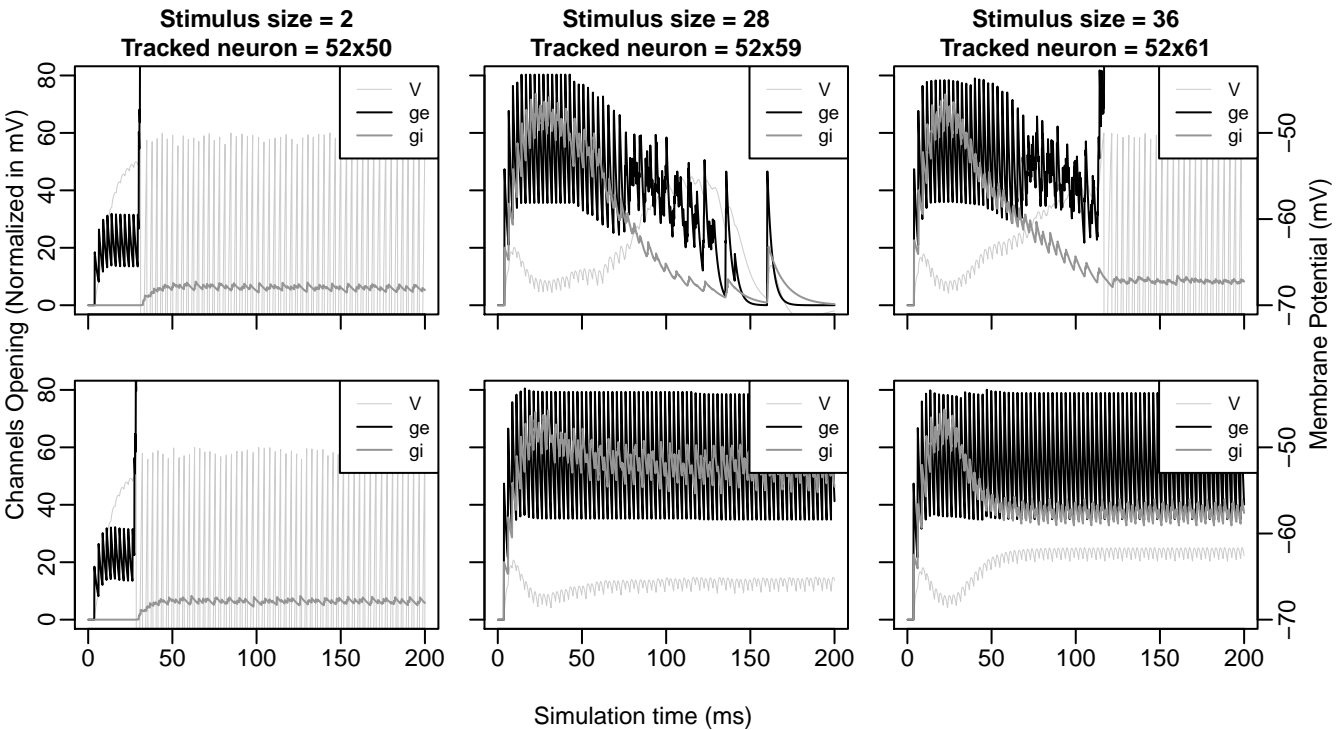 Stimulus size = 2
Tracked neuron = 52x50
Stimulus size = 28
Tracked neuron = 52x59
Stimulus size = 36
Tracked neuron = 52x61
Channels Opening (Normalized in mV)
Membrane Potential (mV)
80
60
40
20
0
V
ge
gi
V
ge
gi
V
ge
gi
−50
−60
−70
80
60
40
20
0
V
ge
gi
V
ge
gi
V
ge
gi
−50
−60
−70
0 50 100 150 200
0 50 100 150 200
0 50 100 150 200
Simulation time (ms)